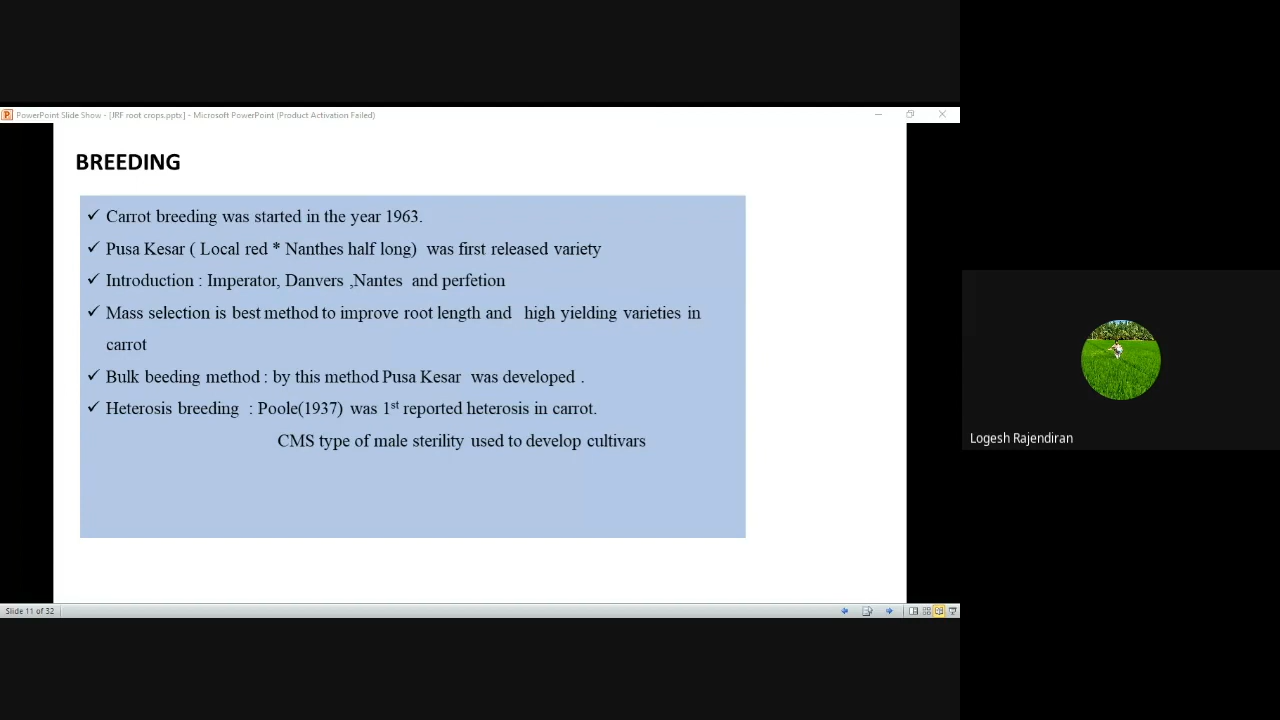 PowerPoint Slide Show - [JRF root crops.pptx] - Microsoft PowerPoint (Product Activation Failed)
BREEDING
✓ Carrot breeding was started in the year 1963.
✓ Pusa Kesar ( Local red * Nanthes half long) was first released variety
✓ Introduction : Imperator, Danvers ,Nantes and perfetion
✓ Mass selection is best method to improve root length and high yielding varieties in
carrot
✓ Bulk beeding method : by this method Pusa Kesar was developed .
✓ Heterosis breeding : Poole(1937) was 1st reported heterosis in carrot.
CMS type of male sterility used to develop cultivars
Slide 11 of 32
Logesh Rajendiran